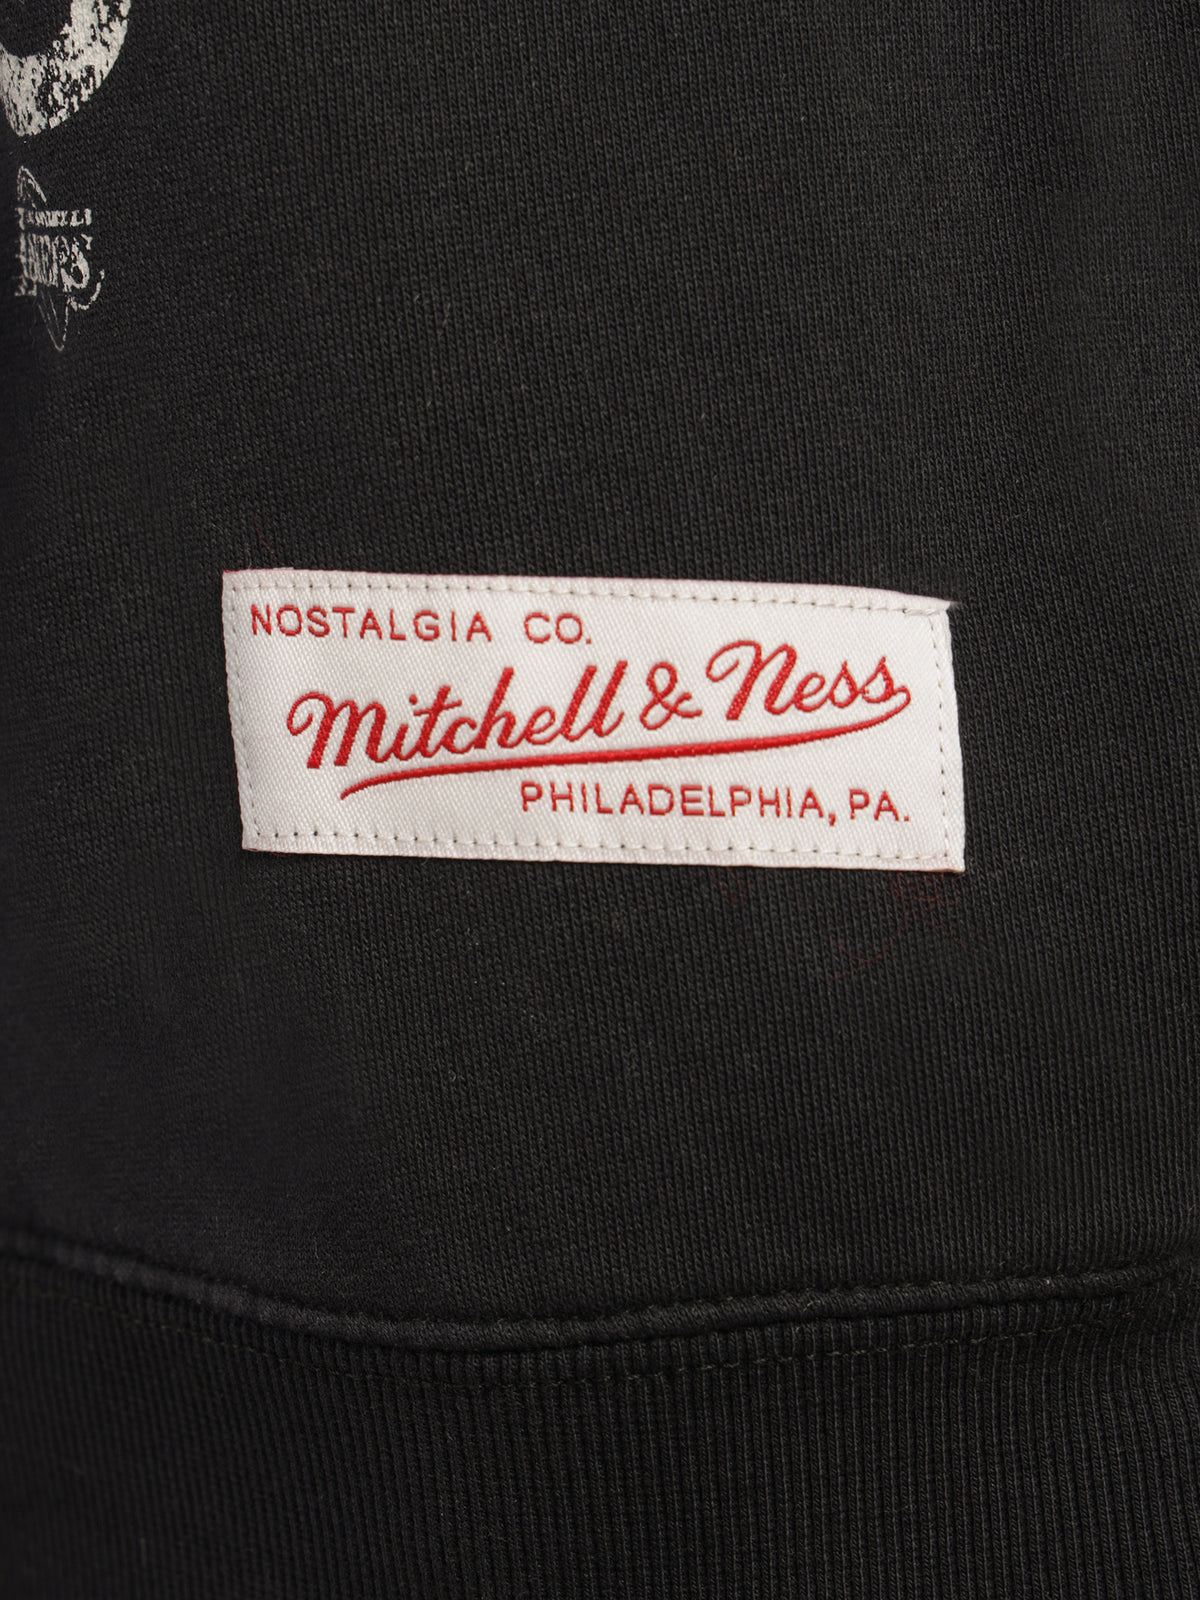 NOSTALGIA CO.
Mitchell & Ness
PHILADELPHIA, PA.